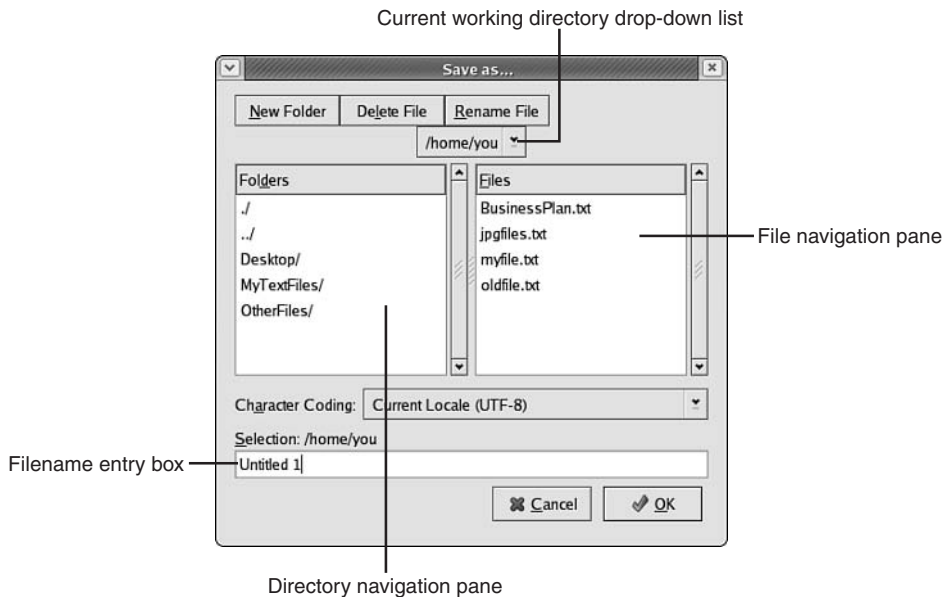 Current working directory drop-down list
Save as...
New Folder Delete File Rename File
/home/you
Folders Files
./ BusinessPlan.txt
../ jpgfiles.txt
File navigation pane
Desktop/ myfile.txt
MyTextFiles/ oldfile.txt
OtherFiles/
Character Coding: Current Locale (UTF-8)
Selection: /home/you
Filename entry box
Untitled 1
Cancel OK
Directory navigation pane